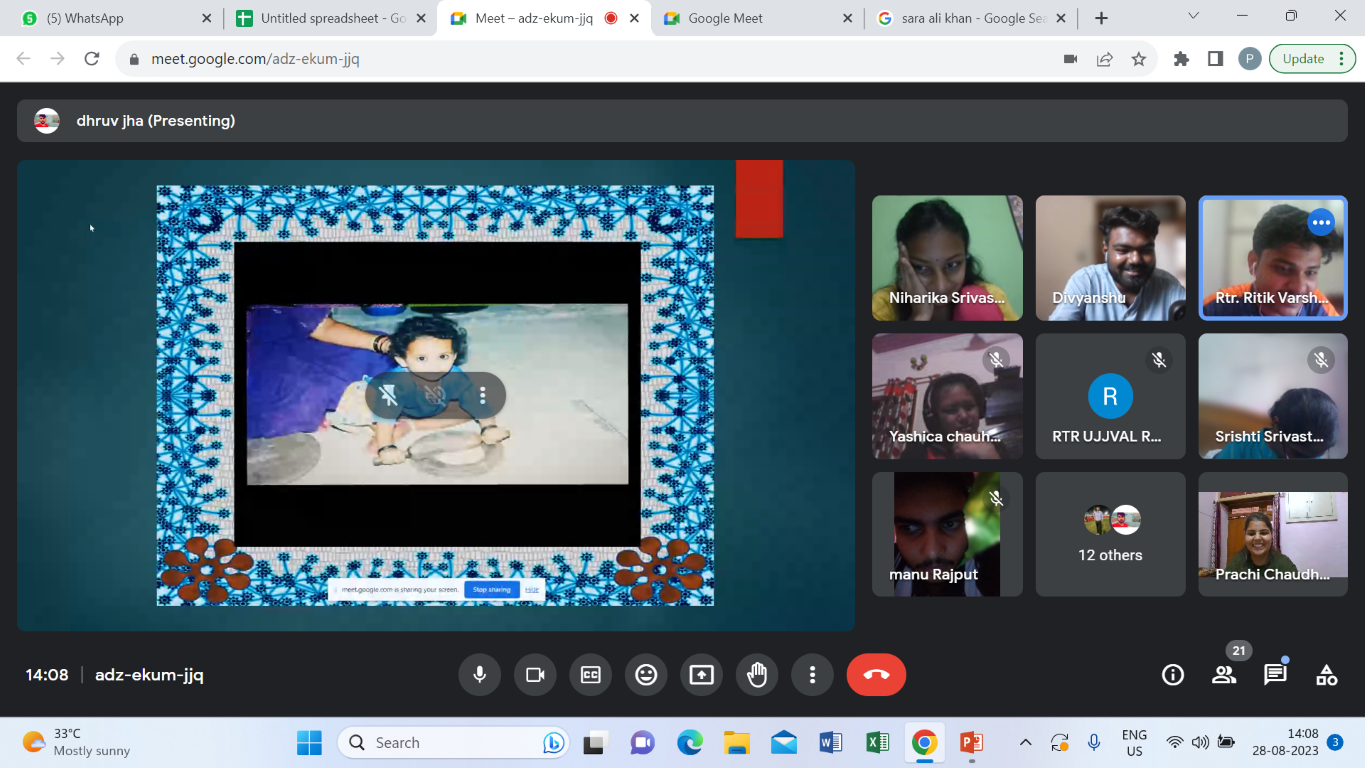 (5) WhatsApp
Untitled spreadsheet - Go
Meet – adz-ekum-jjq
Google Meet
sara ali khan - Google Sea
meet.google.com/adz-ekum-jjq
P
Update
dhruv jha (Presenting)
Niharika Srivas...
Divyanshu
Rtr. Ritik Varsh...
Yashica chauh...
R
RTR UJJVAL R...
Srishti Srivast...
manu Rajput
12 others
Prachi Chaudh...
meet.google.com is sharing your screen.
Stop sharing
Hide
14:08 | adz-ekum-jjq
CC
21
33°C
Mostly sunny
Search
ENG
US
14:08
28-08-2023
3